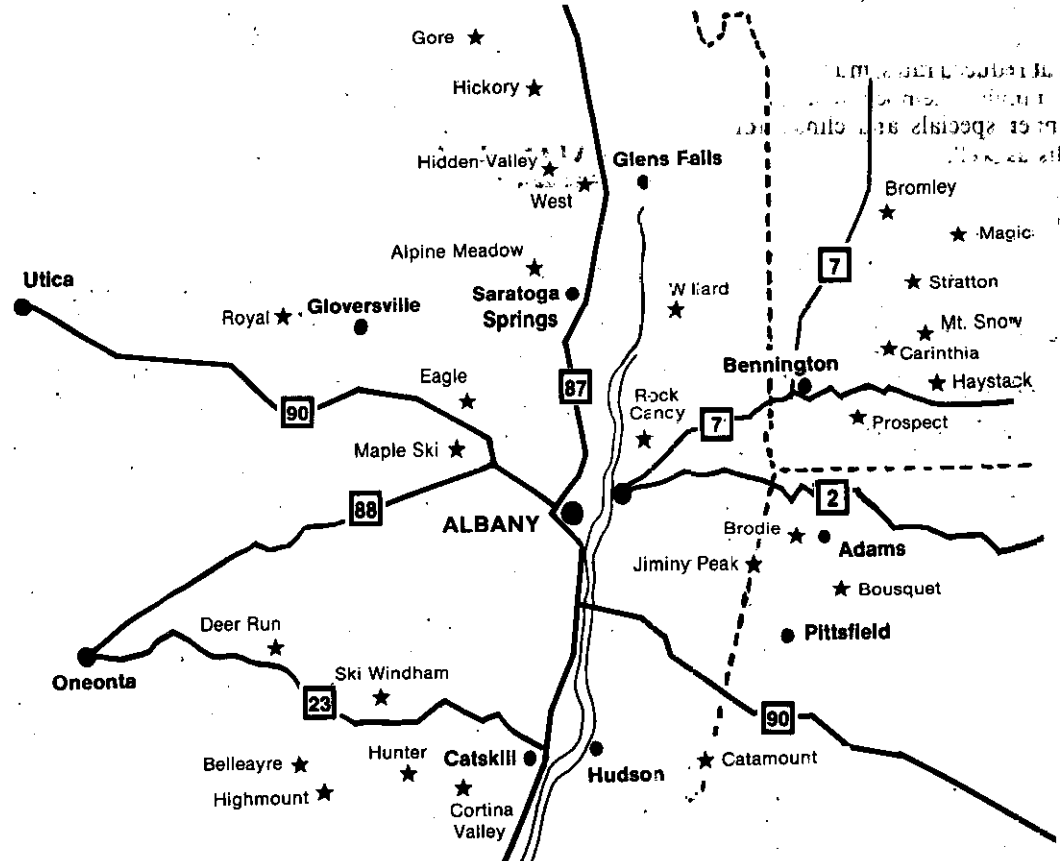 Gore
Hickory
Hidden Valley
West
Glens Falls
specials
Bromley
Magic
Alpine Meadow
7
Utica
Saratoga
Springs
Stratton
Royal
Gloversville
Mt. Snow
Carinthia
Bennington
Haystack
Eagle
87
Rock
90
7
Prospect
Maple Ski
88
ALBANY
2
Brodie
Adams
Jiminy Peak
Bousquet
Deer Run
Pittsfield
Oneonta
Ski Windham
23
90
Belleayre
Hunter
Catskill
Hudson
Catamount
Highmount
Cortina
Valley